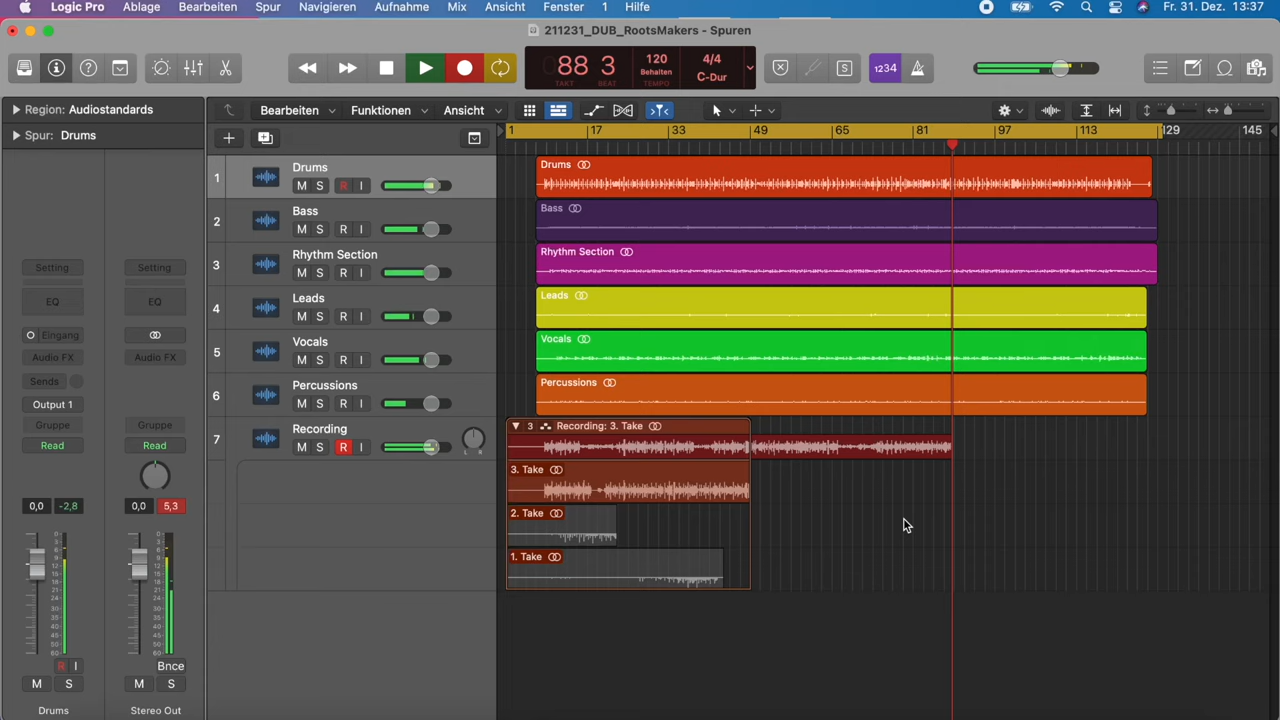 Logic Pro Ablage Bearbeiten Spur Navigieren Aufnahme Mix Ansicht Fenster 1 Hilfe Fr. 31. Dez. 13:37
211231_DUB_RootsMakers - Spuren
88 3 120 4/4
Behalten C-Dur
TAKT BEAT TEMPO
1234
S
Region: Audiostandards
Bearbeiten Funktionen Ansicht
Spur: Drums
1 17 33 49 65 81 97 113 129 145
1 Drums
M S R I
Drums
2 Bass
M S R I
Bass
3 Rhythm Section
M S R I
Rhythm Section
4 Leads
M S R I
Leads
5 Vocals
M S R I
Vocals
6 Percussions
M S R I
Percussions
7 Recording
M S R I
L R
3 Recording: 3. Take
3. Take
2. Take
1. Take
Setting Setting
EQ EQ
Eingang
Audio FX Audio FX
Sends
Output 1
Gruppe Gruppe
Read Read
0,0 -2,8 0,0 5,3
R I Bnce
M S M S
Drums Stereo Out